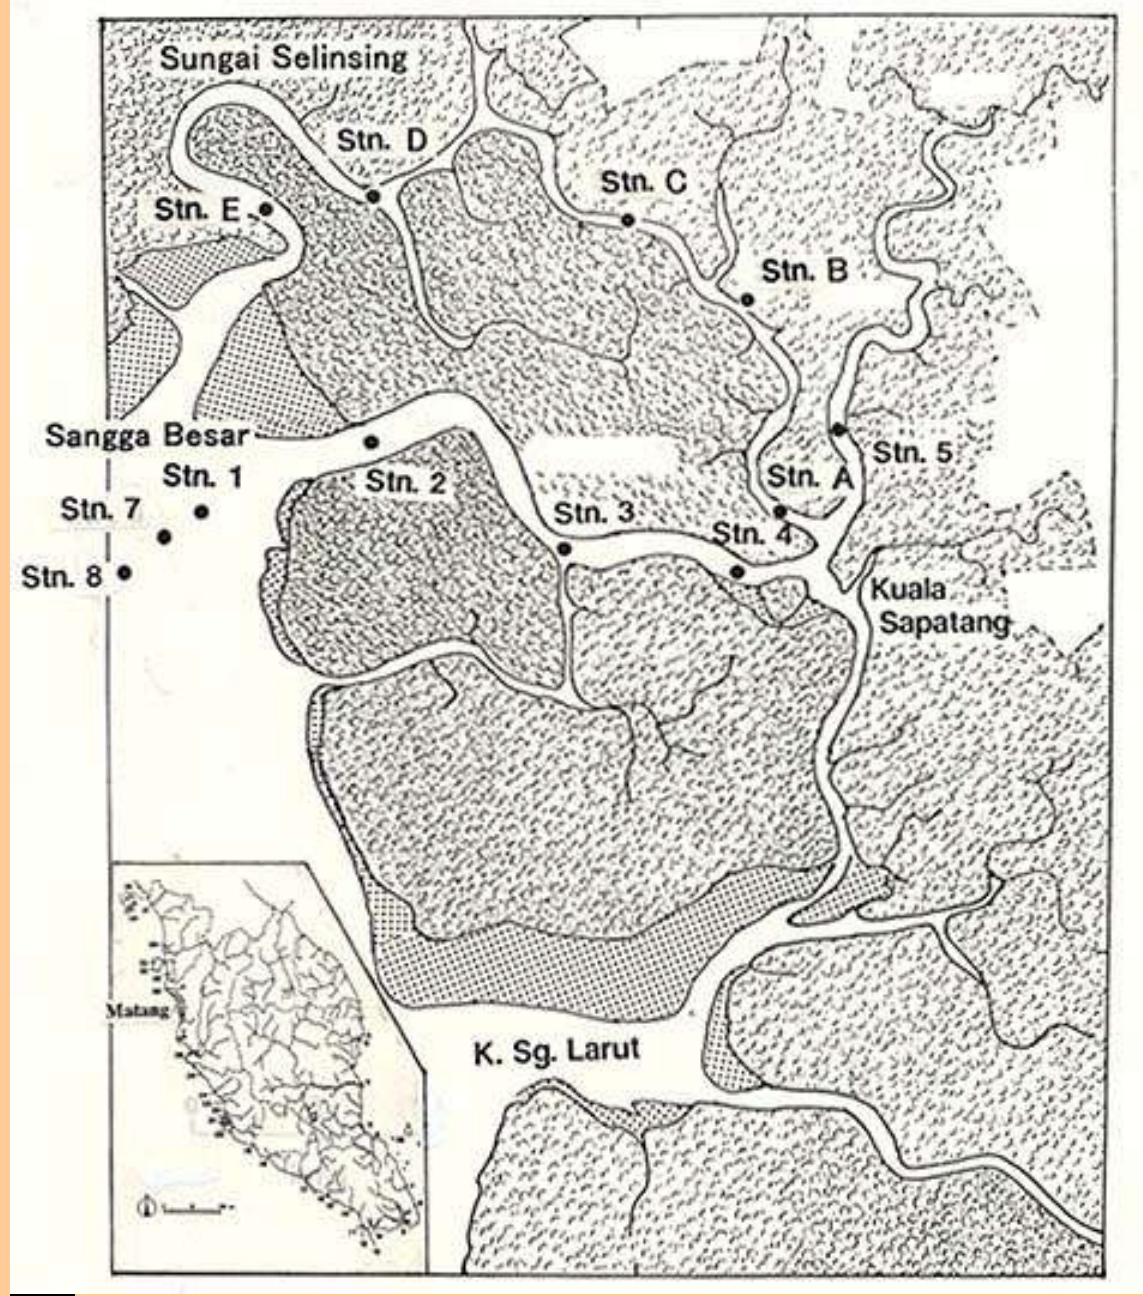 Sungai Selinsing
Stn. D
Stn. C
Stn. E
Stn. B
Sangga Besar
Stn. 5
Stn. 1
Stn. 2
Stn. A
Stn. 7
Stn. 3
Stn. 4
Stn. 8
Kuala
Sapatang
Matang
K. Sg. Larut